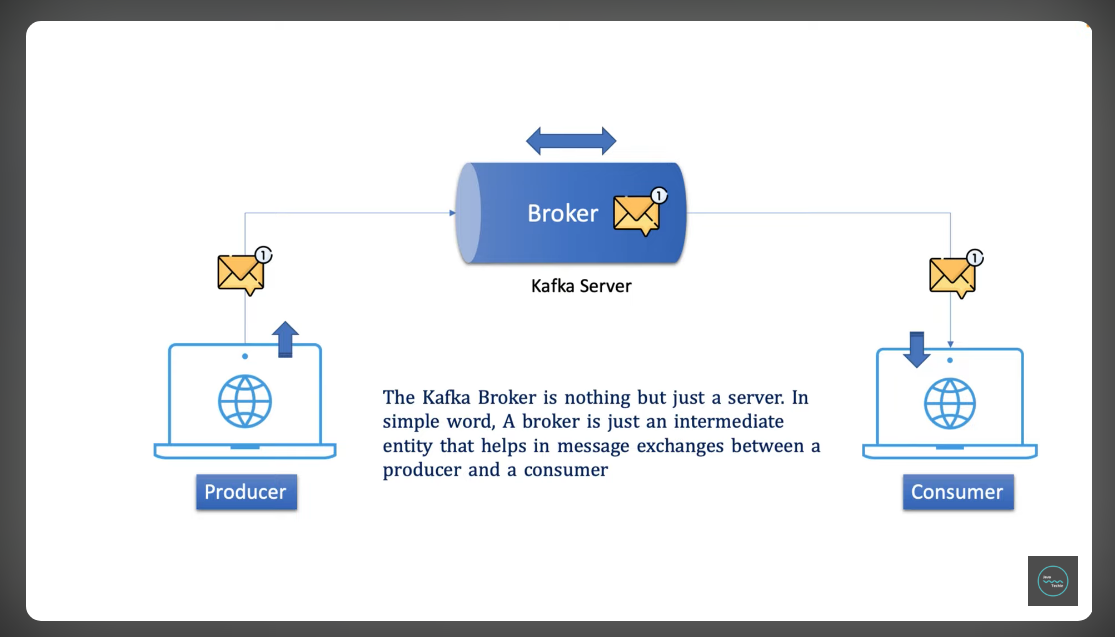 Broker
1
Kafka Server
1
1
The Kafka Broker is nothing but just a server. In
simple word, A broker is just an intermediate
entity that helps in message exchanges between a
producer and a consumer
Producer
Consumer